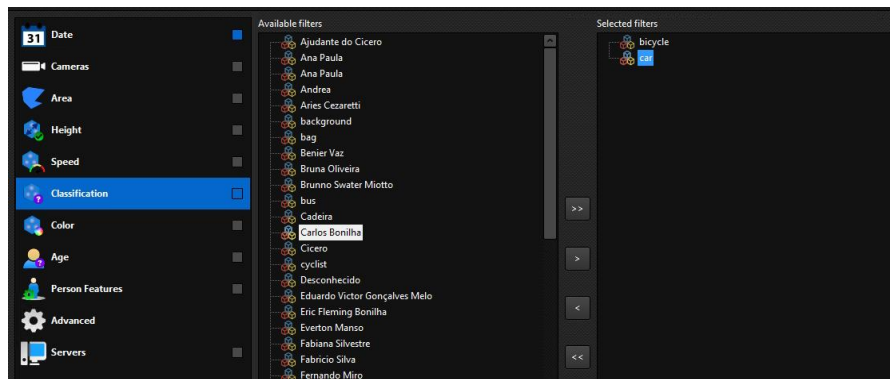 31
Date
Cameras
Area
Height
Speed
Classification
Color
Age
Person Features
Advanced
Servers
Available filters
Ajudante do Cicero
Ana Paula
Ana Paula
Andrea
Aries Cezaretti
background
bag
Benier Vaz
Bruna Oliveira
Brunno Swater Miotto
bus
Cadeira
Carlos Bonilha
Cicero
cyclist
Desconhecido
Eduardo Victor Gonçalves Melo
Eric Fleming Bonilha
Everton Manso
Fabiana Silvestre
Fabricio Silva
Fernando Miro
>>
>
<
<<
Selected filters
bicycle
car